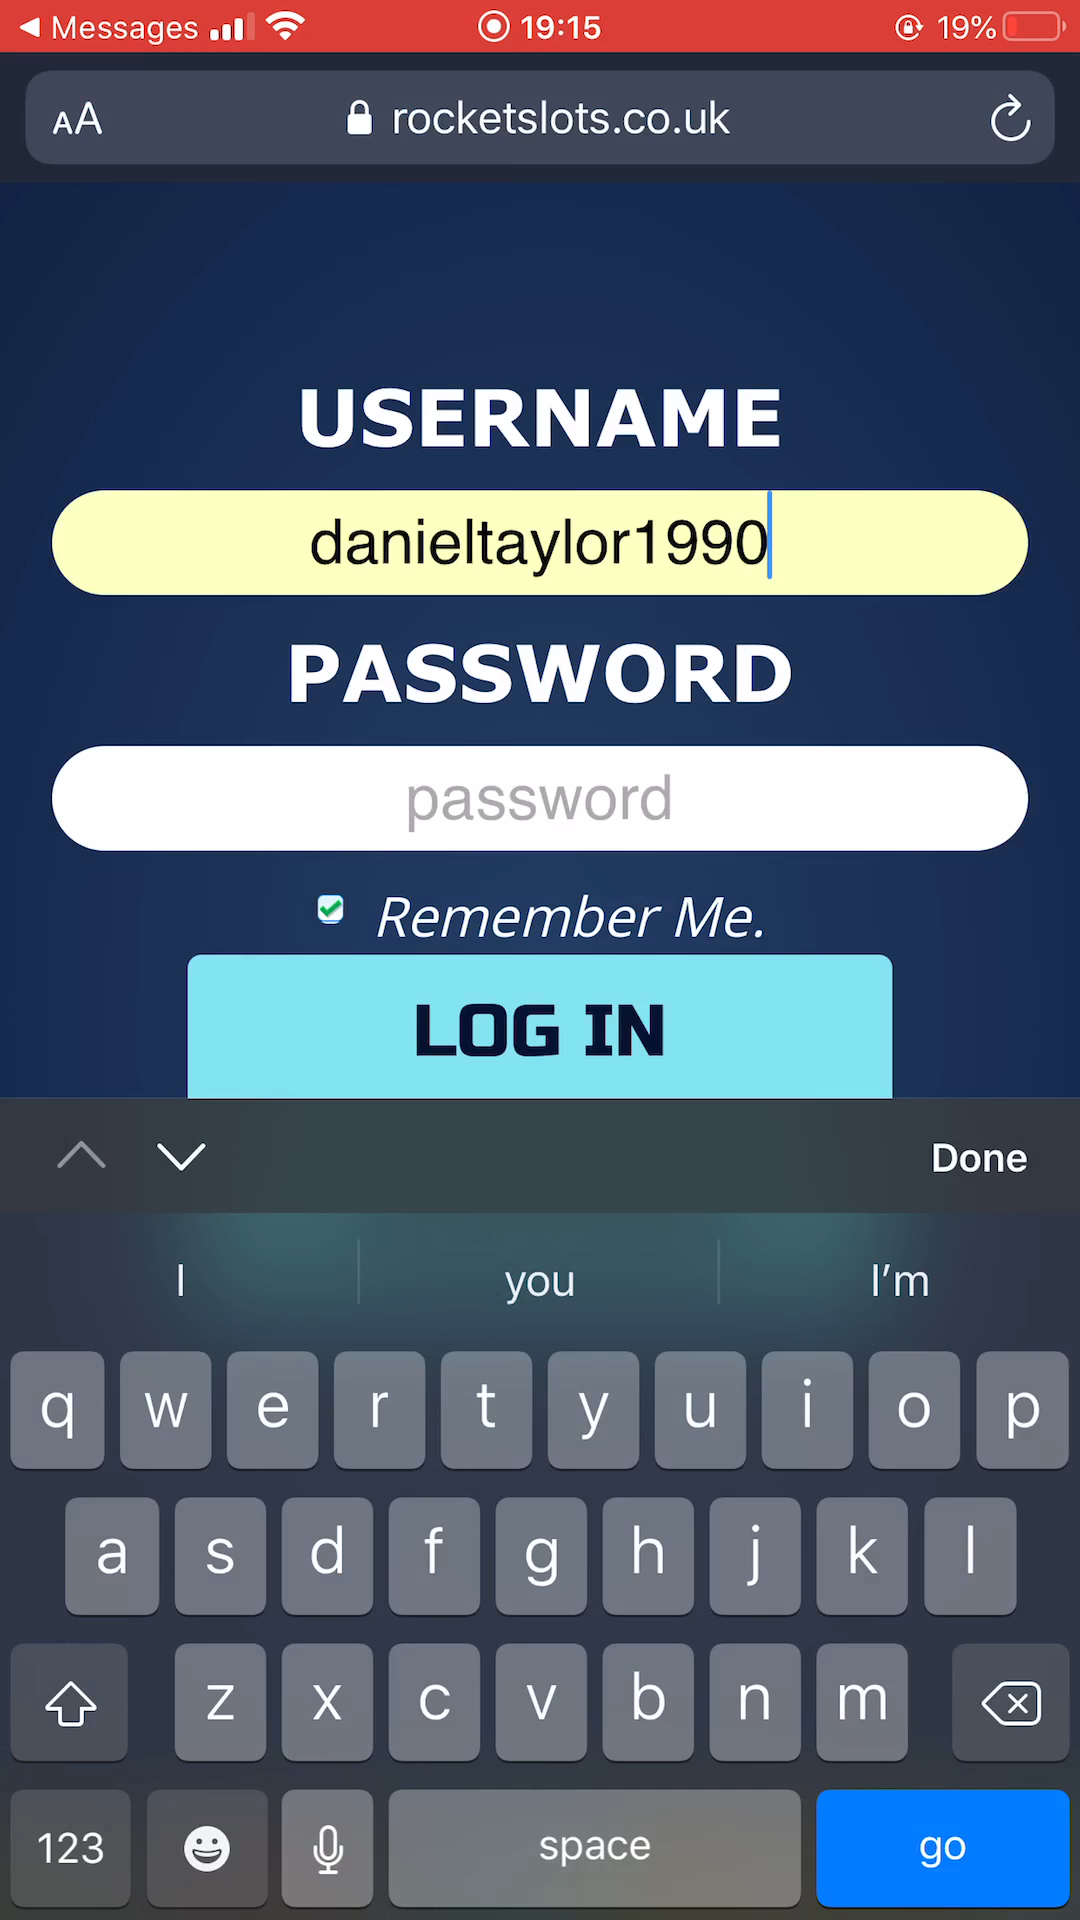 Messages 19:15 19%
AA rocketslots.co.uk
USERNAME
danieltaylor1990
PASSWORD
password
Remember Me.
LOG IN
Done
I you I’m
q w e r t y u i o p
a s d f g h j k l
z x c v b n m
123 space go